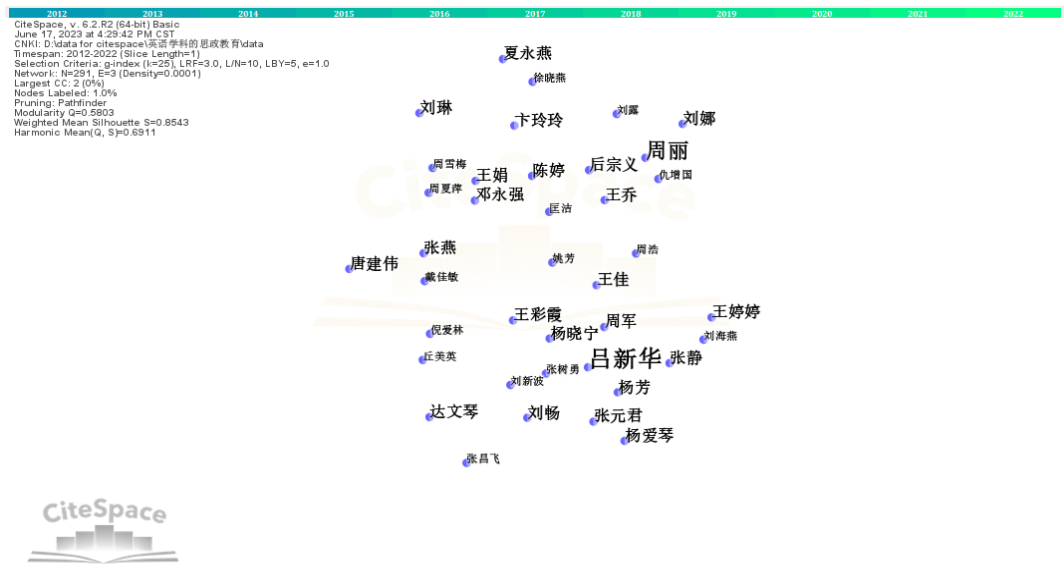 2012 2013 2014 2015 2016 2017 2018 2019 2020 2021 2022
CiteSpace, v. 6.2.R2 (64-bit) Basic
June 17, 2023 at 4:29:42 PM CST
CNKI: D:\data for citespace\英语学科的思政教育\data
Timespan: 2012-2022 (Slice Length=1)
Selection Criteria: g-index (k=25), LRF=3.0, L/N=10, LBY=5, e=1.0
Network: N=291, E=3 (Density=0.0001)
Largest CC: 2 (0%)
Nodes Labeled: 1.0%
Pruning: Pathfinder
Modularity Q=0.5803
Weighted Mean Silhouette S=0.8543
Harmonic Mean(Q, S)=0.6911
夏永燕
徐晓燕
刘琳
刘露
卞玲玲
刘娜
周丽
周雪梅
后宗义
陈婷
王娟
仇增国
周夏萍
邓永强
王乔
匡洁
张燕
周浩
姚芳
唐建伟
戴佳敏
王佳
王彩霞
周军
王婷婷
倪爱林
杨晓宁
刘海燕
丘美英
吕新华
张静
张树勇
刘新波
杨芳
达文琴
刘畅
张元君
杨爱琴
张昌飞
CiteSpace
CiteSpace